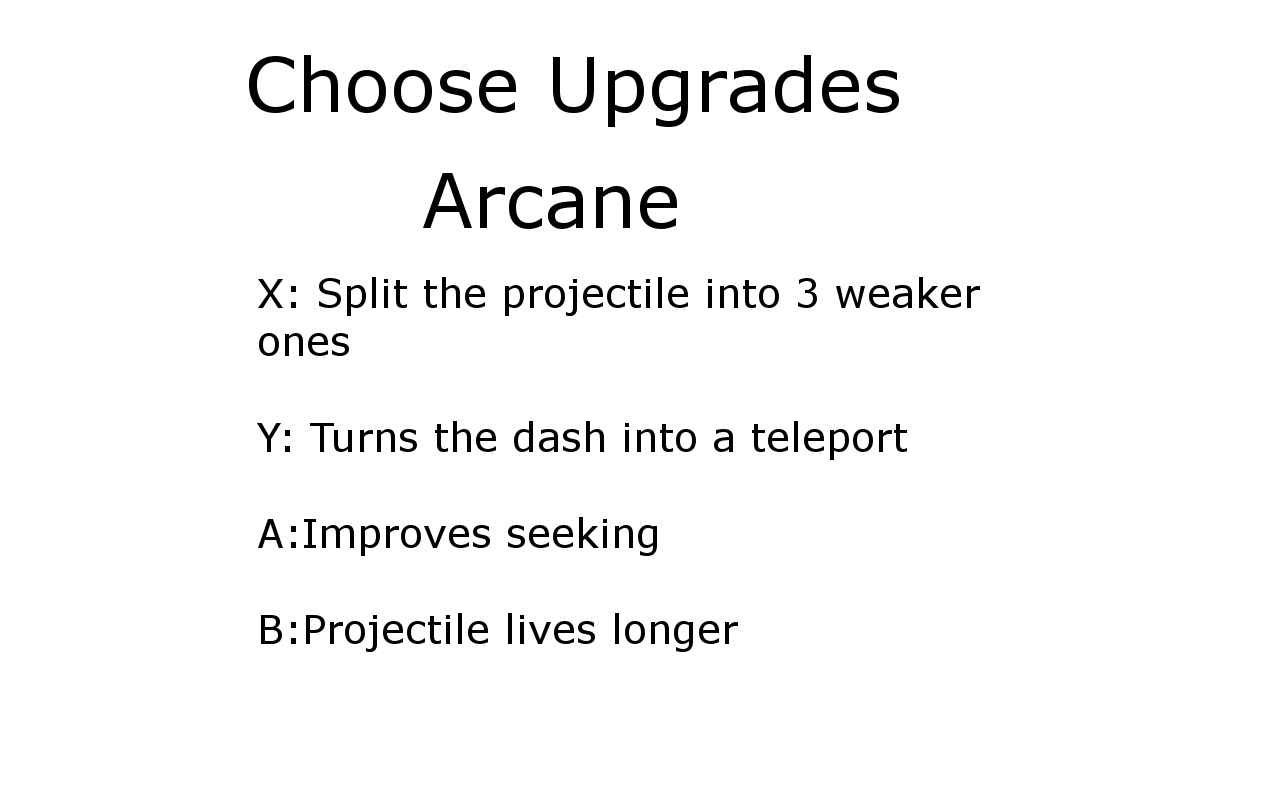 Choose Upgrades
Arcane
X: Split the projectile into 3 weaker
ones
Y: Turns the dash into a teleport
A:Improves seeking
B:Projectile lives longer